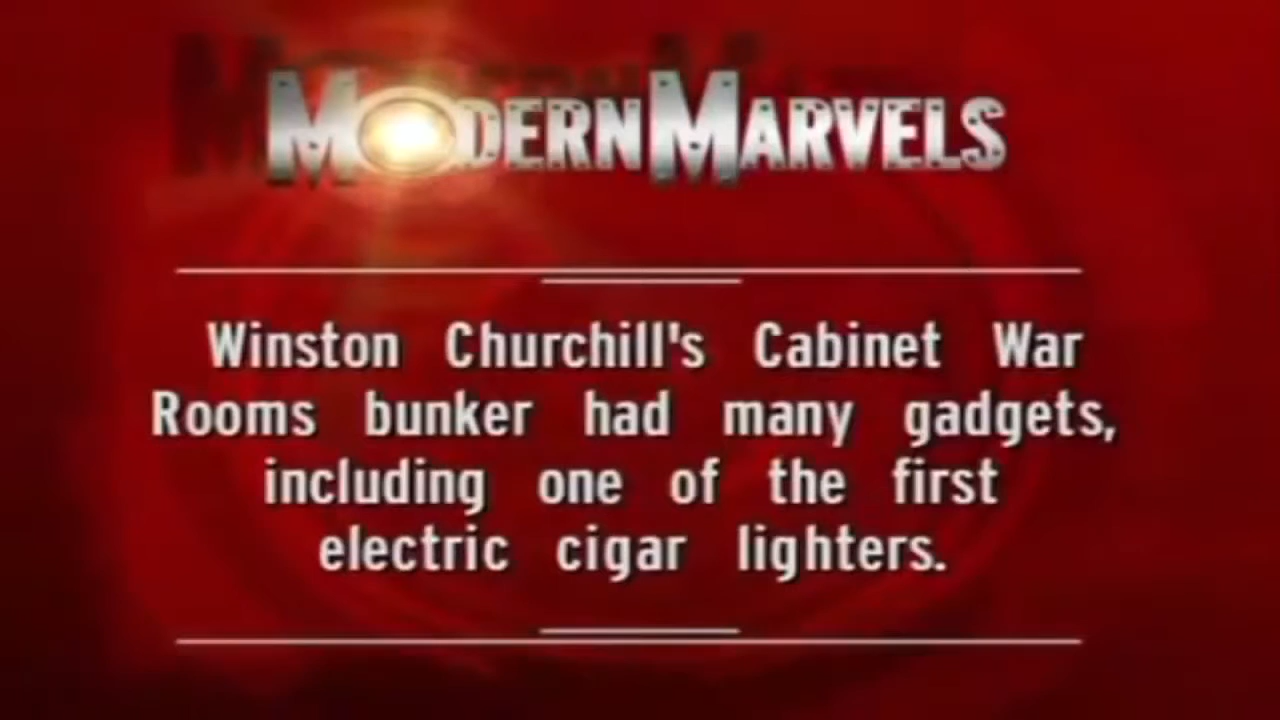 MODERN MARVELS
Winston Churchill's Cabinet War
Rooms bunker had many gadgets,
including one of the first
electric cigar lighters.